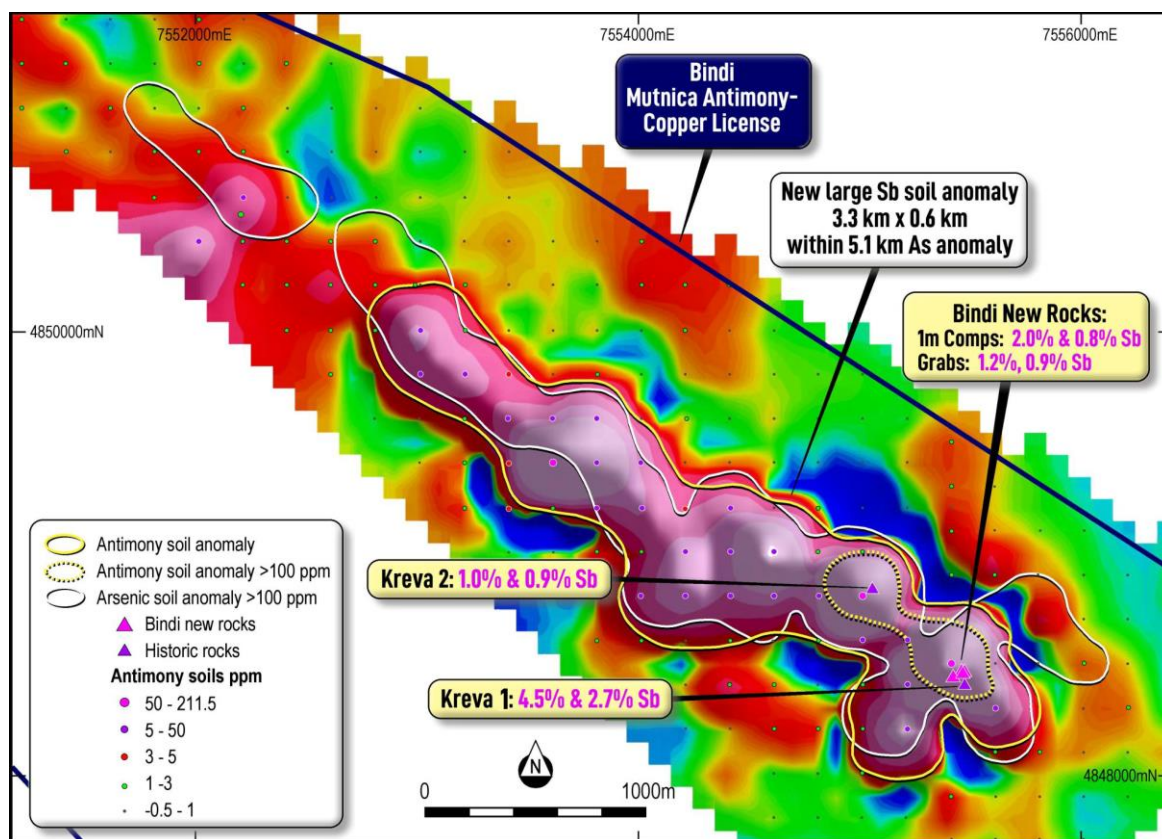 7552000mE
7554000mE
7556000mE
Bindi
Mutnica Antimony-
Copper License
New large Sb soil anomaly
3.3 km x 0.6 km
within 5.1 km As anomaly
Bindi New Rocks:
1m Comps: 2.0% & 0.8% Sb
Grabs: 1.2%, 0.9% Sb
4850000mN
Kreva 2: 1.0% & 0.9% Sb
Kreva 1: 4.5% & 2.7% Sb
Antimony soil anomaly
Antimony soil anomaly >100 ppm
Arsenic soil anomaly >100 ppm
Bindi new rocks
Historic rocks
Antimony soils ppm
50 - 211.5
5 - 50
3 - 5
1 -3
-0.5 - 1
N
0 1000m
4848000mN